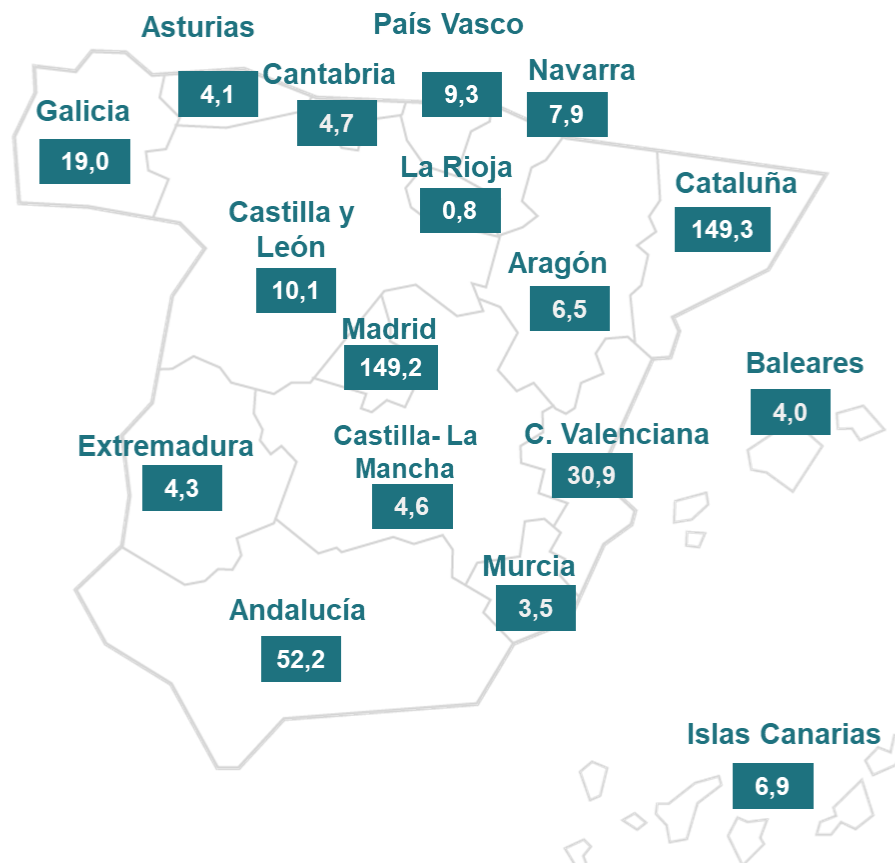 Asturias
4,1
País Vasco
9,3
Cantabria
4,7
Navarra
7,9
Galicia
19,0
La Rioja
0,8
Cataluña
149,3
Castilla y
León
10,1
Aragón
6,5
Madrid
149,2
Baleares
4,0
Extremadura
4,3
Castilla- La
Mancha
4,6
C. Valenciana
30,9
Murcia
3,5
Andalucía
52,2
Islas Canarias
6,9